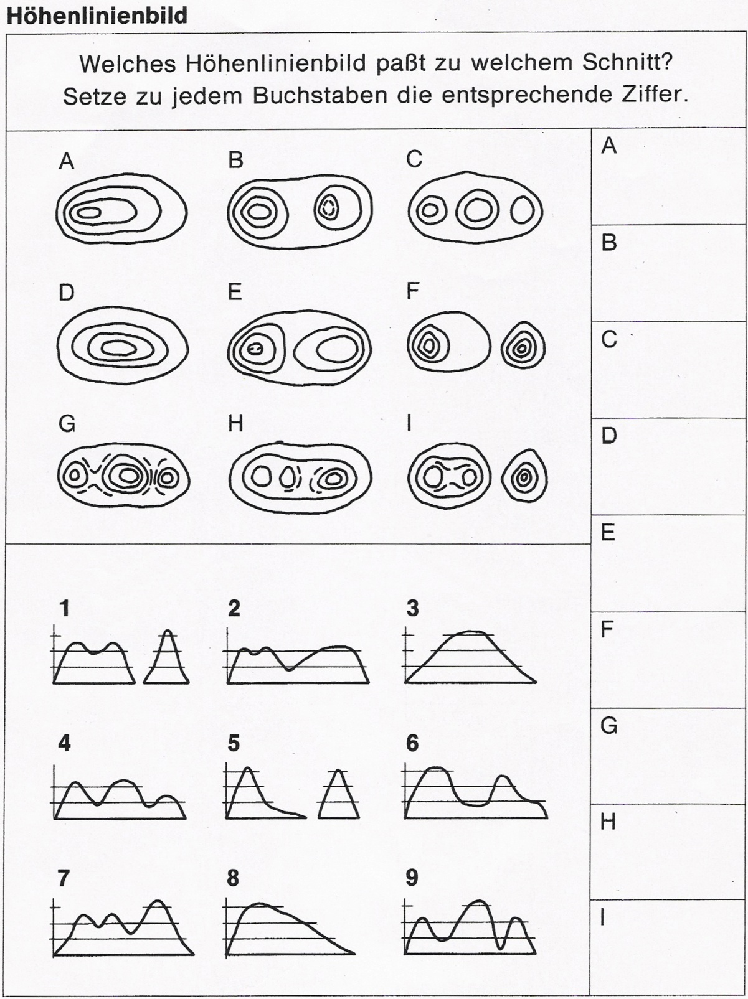 Höhenlinienbild
Welches Höhenlinienbild paßt zu welchem Schnitt?
Setze zu jedem Buchstaben die entsprechende Ziffer.
A
B
C
D
E
F
G
H
I
1
2
3
4
5
6
7
8
9
A
B
C
D
E
F
G
H
I